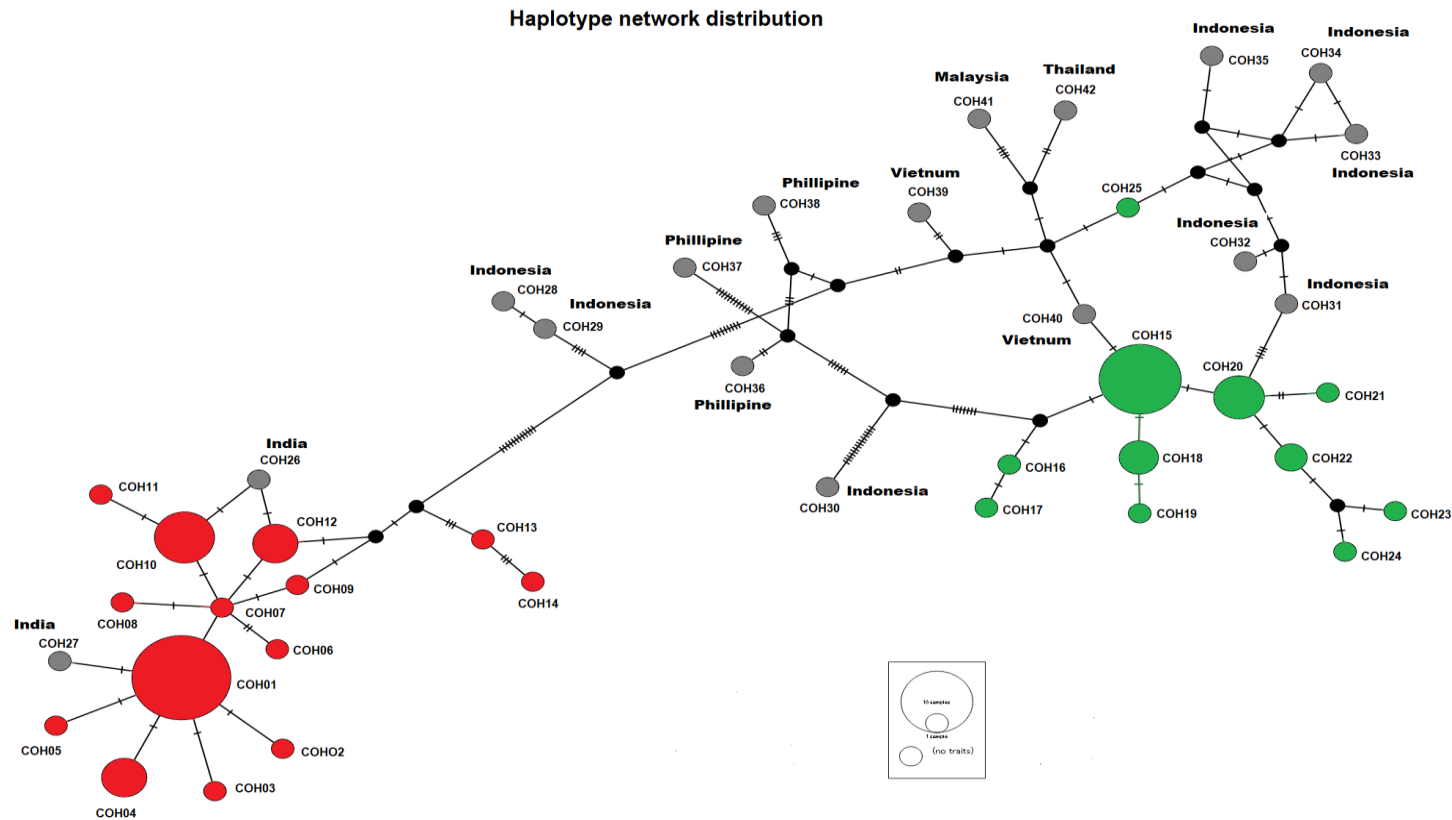 Haplotype network distribution
Indonesia
COH35
Indonesia
COH34
Malaysia
COH41
Thailand
COH42
COH33
Indonesia
Vietnum
COH39
COH25
Phillipine
COH38
Indonesia
COH32
Phillipine
COH37
Indonesia
COH28
Indonesia
COH29
Indonesia
COH31
COH40
Vietnum
COH15
COH20
COH36
Phillipine
COH21
India
COH26
COH11
COH12
COH10
COH13
COH14
COH16
COH17
COH18
COH19
COH22
COH23
COH24
Indonesia
COH30
COH09
COH07
COH08
COH06
India
COH27
COH01
COH05
COHO2
COH03
COH04
10 samples
1 sample
(no traits)